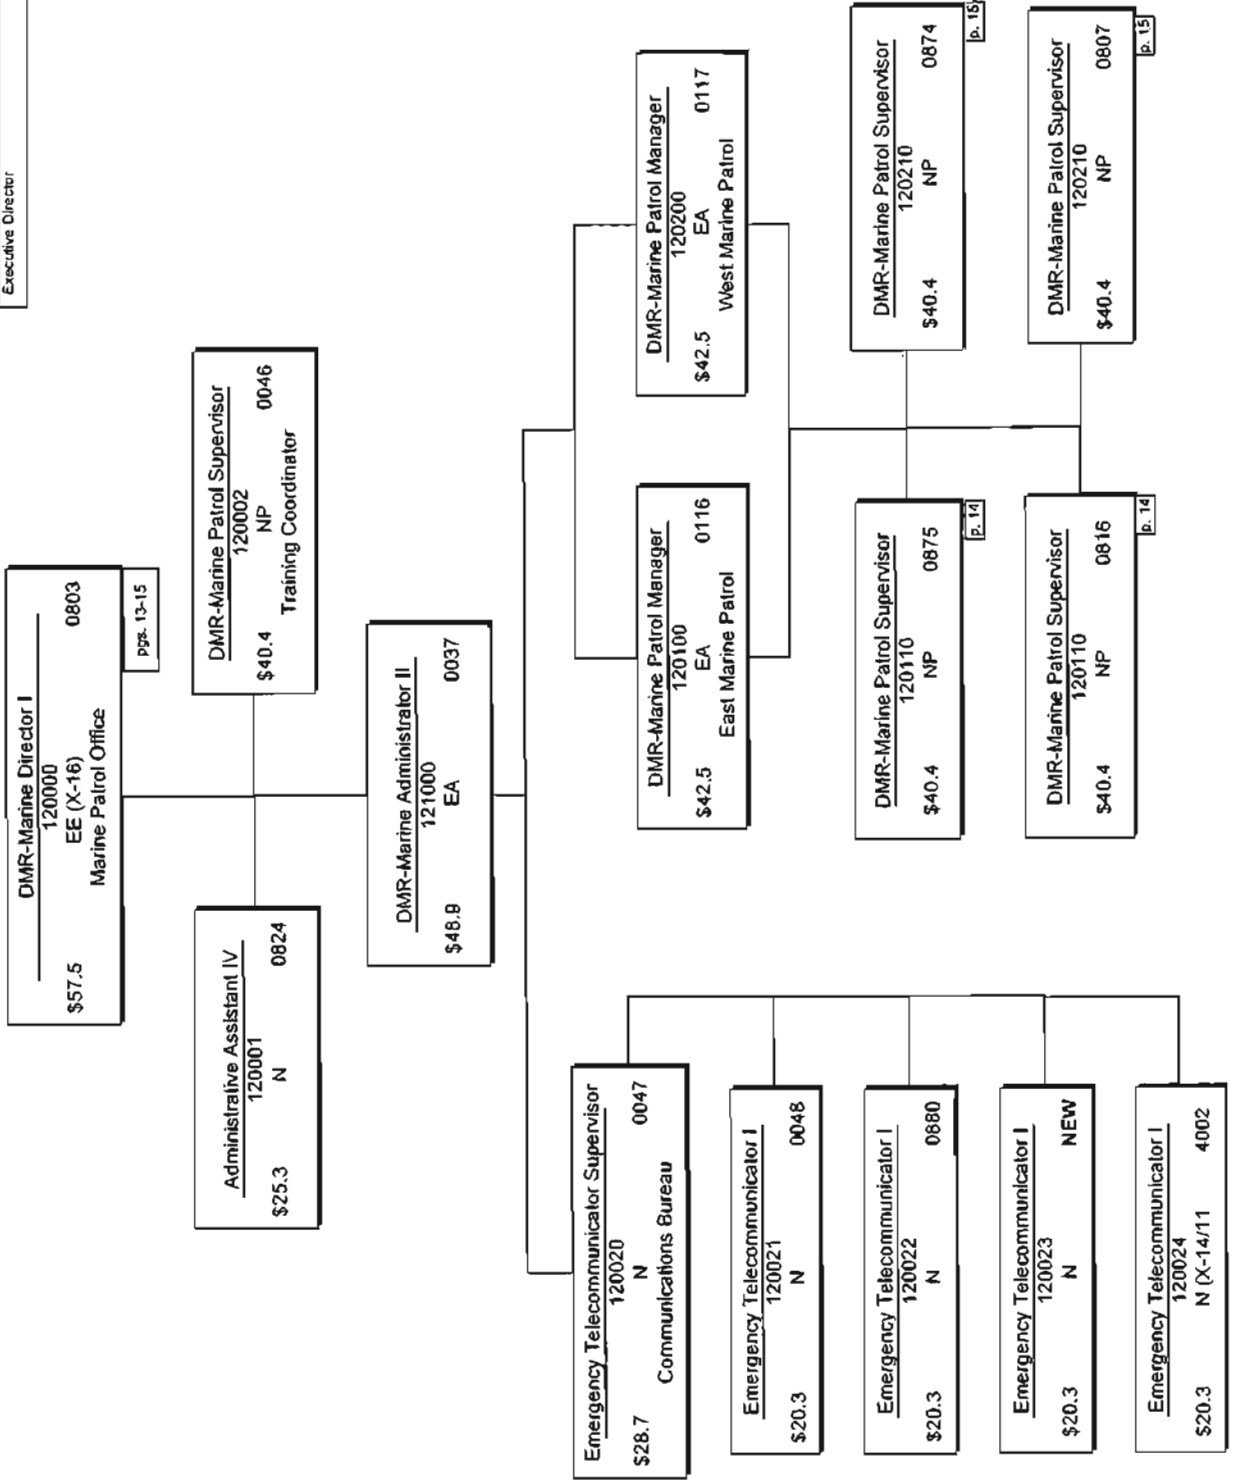 Executive Director
DMR-Marine Director I
120000
EE (X-16)
$57.5 0803
Marine Patrol Office
pgs. 13-15
Administrative Assistant IV
120001
N
$25.3 0824
DMR-Marine Patrol Supervisor
120002
NP
$40.4 0046
Training Coordinator
DMR-Marine Administrator II
121000
EA
$48.9 0037
Emergency Telecommunicator Supervisor
120020
N
$28.7 0047
Communications Bureau
DMR-Marine Patrol Manager
120100
EA
$42.5 0116
East Marine Patrol
DMR-Marine Patrol Manager
120200
EA
$42.5 0117
West Marine Patrol
Emergency Telecommunicator I
120021
N
$20.3 0048
Emergency Telecommunicator I
120022
N
$20.3 0880
Emergency Telecommunicator I
120023
N
$20.3 NEW
Emergency Telecommunicator I
120024
N (X-14/11
$20.3 4002
DMR-Marine Patrol Supervisor
120110
NP
$40.4 0875
p. 14
DMR-Marine Patrol Supervisor
120210
NP
$40.4 0874
p. 15
DMR-Marine Patrol Supervisor
120110
NP
$40.4 0816
p. 14
DMR-Marine Patrol Supervisor
120210
NP
$40.4 0807
p. 15